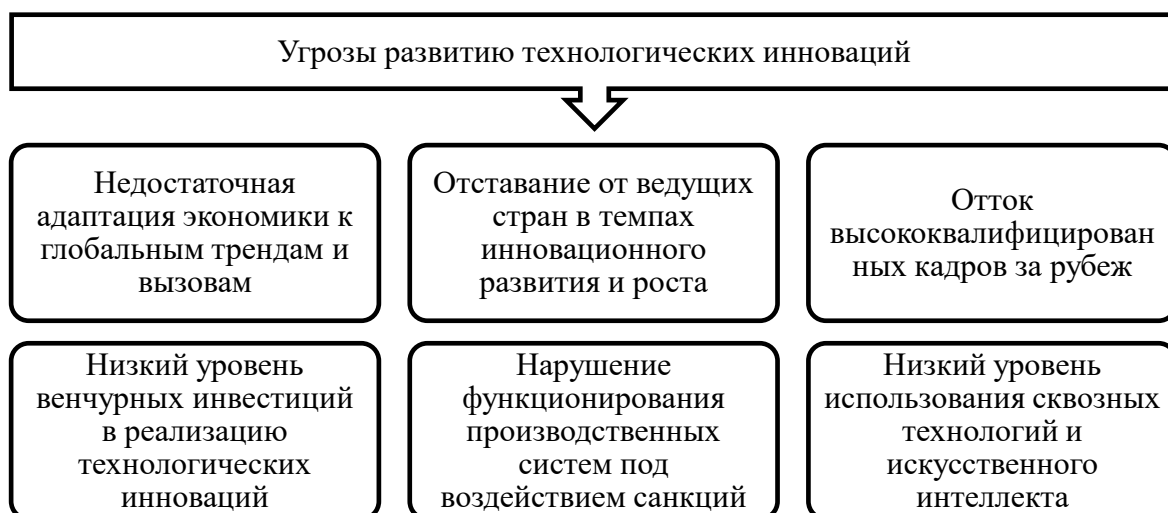 Угрозы развитию технологических инноваций
Недостаточная
адаптация экономики к
глобальным трендам и
вызовам
Отставание от ведущих
стран в темпах
инновационного
развития и роста
Отток
высококвалифицирован
ных кадров за рубеж
Низкий уровень
венчурных инвестиций
в реализацию
технологических
инноваций
Нарушение
функционирования
производственных
систем под
воздействием санкций
Низкий уровень
использования сквозных
технологий и
искусственного
интеллекта